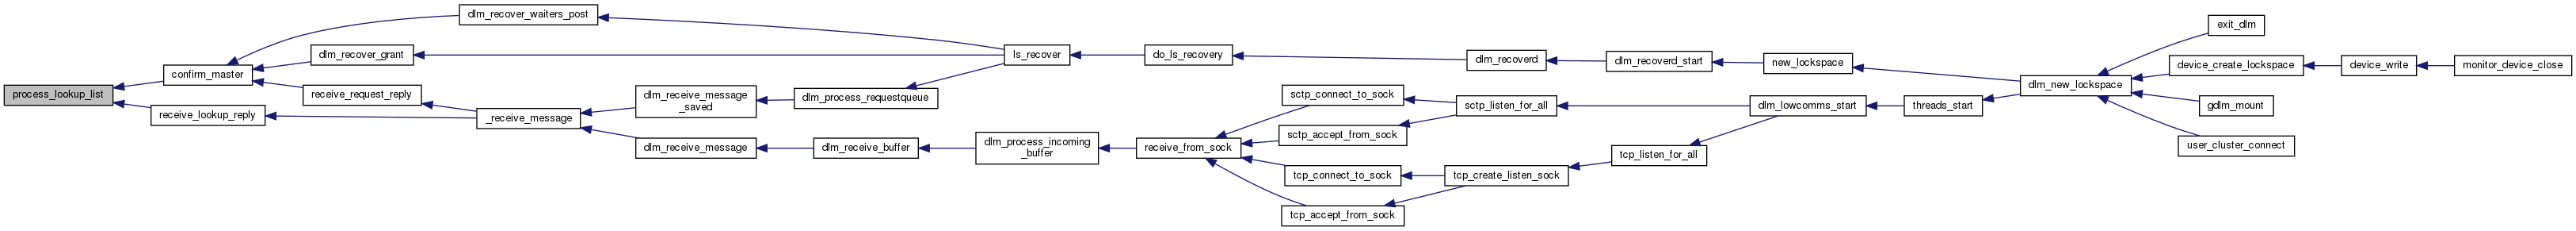 process_lookup_list
confirm_master
receive_lookup_reply
dlm_recover_waiters_post
dlm_recover_grant
receive_request_reply
_receive_message
dlm_receive_message
_saved
dlm_receive_message
dlm_process_requestqueue
dlm_receive_buffer
ls_recover
dlm_process_incoming
_buffer
do_ls_recovery
receive_from_sock
sctp_connect_to_sock
sctp_accept_from_sock
tcp_connect_to_sock
tcp_accept_from_sock
dlm_recoverd
sctp_listen_for_all
tcp_create_listen_sock
dlm_recoverd_start
tcp_listen_for_all
new_lockspace
dlm_lowcomms_start
threads_start
dlm_new_lockspace
exit_dlm
device_create_lockspace
gdlm_mount
user_cluster_connect
device_write
monitor_device_close